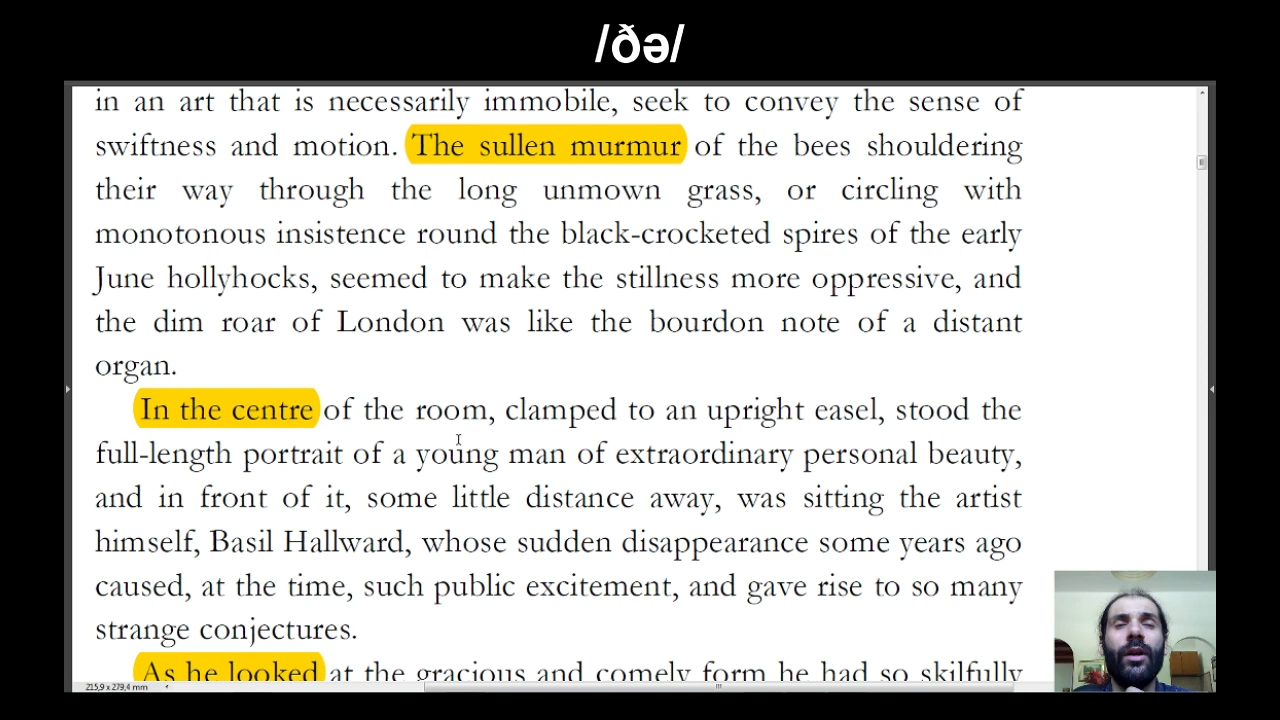 /ðə/
in an art that is necessarily immobile, seek to convey the sense of
swiftness and motion. The sullen murmur of the bees shouldering
their way through the long unmown grass, or circling with
monotonous insistence round the black-crocketed spires of the early
June hollyhocks, seemed to make the stillness more oppressive, and
the dim roar of London was like the bourdon note of a distant
organ.
In the centre of the room, clamped to an upright easel, stood the
full-length portrait of a young man of extraordinary personal beauty,
and in front of it, some little distance away, was sitting the artist
himself, Basil Hallward, whose sudden disappearance some years ago
caused, at the time, such public excitement, and gave rise to so many
strange conjectures.
As he looked at the gracious and comely form he had so skilfully
215,9 x 279,4 mm